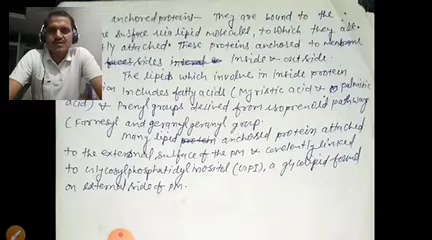 anchored proteins- They are bound to the
surface via lipid molecules, to which they are
ly attached. These proteins anchored to membrane
sides inside & outside.
The lipids which involve in inside protein
includes fatty acids (Myristic acid & palmitic
acid) & Prenyl groups derived from isoprenoid pathway
(Farnesyl and geranylgeranyl group.
Many lipid anchored protein attached
to the external surface of the PM & covelently linked
to Glycosylphosphatidylinositol (GPI), a glycolipid found
on external side of PM.